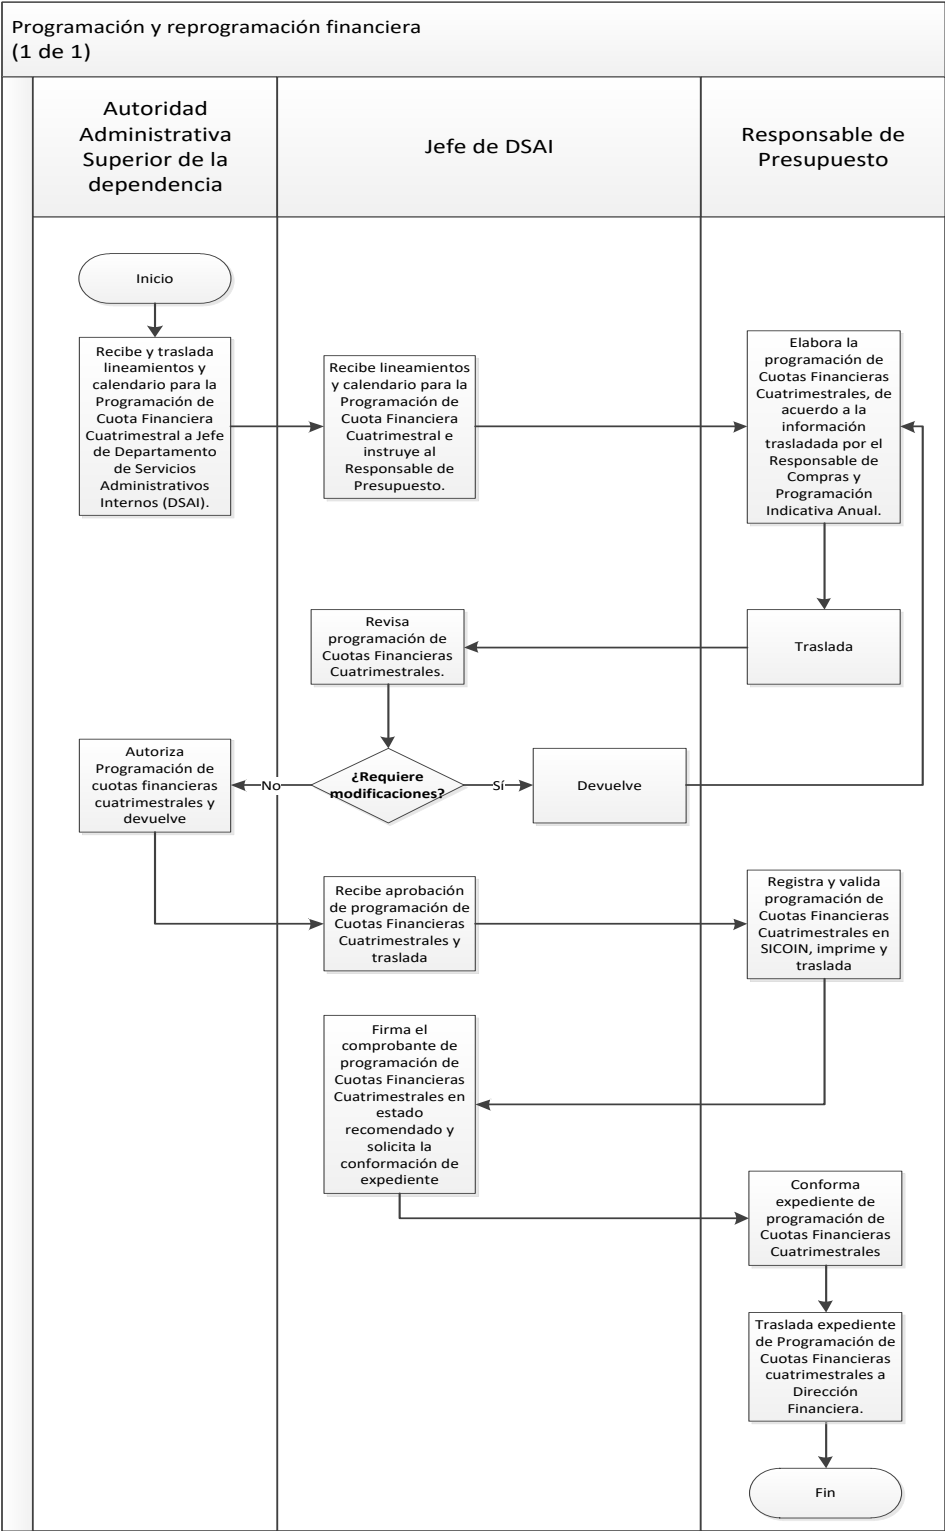 Programación y reprogramación financiera
(1 de 1)
Autoridad
Administrativa
Superior de la
dependencia
Jefe de DSAI
Responsable de
Presupuesto
Inicio
Recibe y traslada
lineamientos y
calendario para la
Programación de
Cuota Financiera
Cuatrimestral a Jefe
de Departamento
de Servicios
Administrativos
Internos (DSAI).
Recibe lineamientos
y calendario para la
Programación de
Cuota Financiera
Cuatrimestral e
instruye al
Responsable de
Presupuesto.
Elabora la
programación de
Cuotas Financieras
Cuatrimestrales, de
acuerdo a la
información
trasladada por el
Responsable de
Compras y
Programación
Indicativa Anual.
Traslada
Revisa
programación de
Cuotas Financieras
Cuatrimestrales.
¿Requiere
modificaciones?
Sí
Devuelve
No
Autoriza
Programación de
cuotas financieras
cuatrimestrales y
devuelve
Recibe aprobación
de programación de
Cuotas Financieras
Cuatrimestrales y
traslada
Registra y valida
programación de
Cuotas Financieras
Cuatrimestrales en
SICOIN, imprime y
traslada
Firma el
comprobante de
programación de
Cuotas Financieras
Cuatrimestrales en
estado
recomendado y
solicita la
conformación de
expediente
Conforma
expediente de
programación de
Cuotas Financieras
Cuatrimestrales
Traslada expediente
de Programación de
Cuotas Financieras
cuatrimestrales a
Dirección
Financiera.
Fin